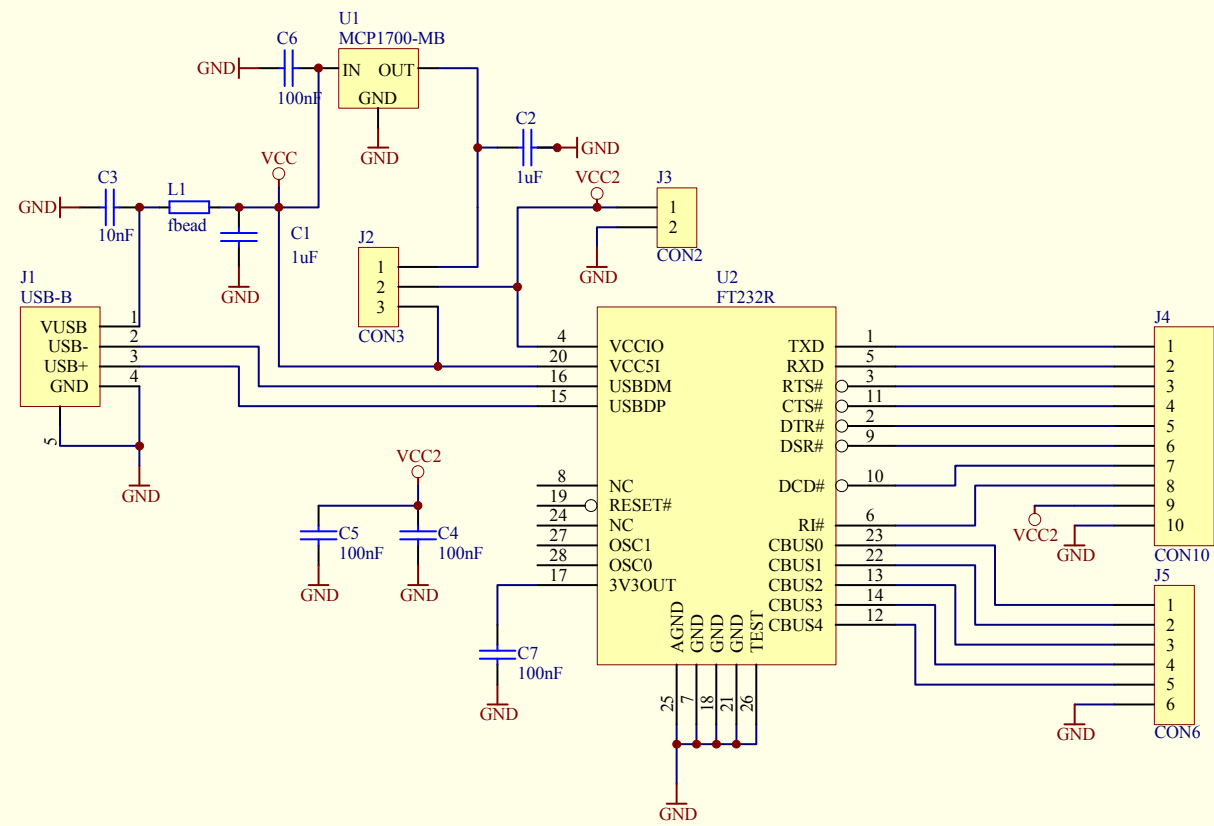 U1
MCP1700-MB
C6
GND
100nF
IN OUT
GND
GND
C2
GND
1uF
VCC
C3
L1
GND
10nF
fbead
C1
1uF
GND
VCC2
J3
1
2
CON2
GND
J2
1
2
3
CON3
J1
USB-B
VUSB 1
USB- 2
USB+ 3
GND 4
5
GND
U2
FT232R
4 VCCIO
20 VCC5I
16 USBDM
15 USBDP
8 NC
19 RESET#
24 NC
27 OSC1
28 OSC0
17 3V3OUT
TXD 1
RXD 5
RTS# 3
CTS# 11
DTR# 2
DSR# 9
DCD# 10
RI# 6
CBUS0 23
CBUS1 22
CBUS2 13
CBUS3 14
CBUS4 12
AGND GND GND GND TEST
25 7 18 21 26
GND
VCC2
C5
100nF
C4
100nF
GND
GND
C7
100nF
GND
J4
1
2
3
4
5
6
7
8
9
10
CON10
VCC2
GND
J5
1
2
3
4
5
6
CON6
GND